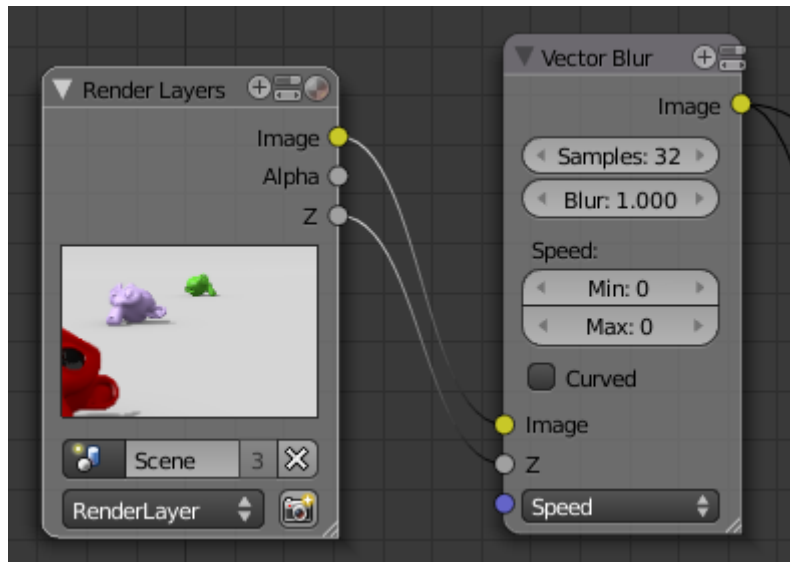 Render Layers
Image
Alpha
Z
Scene 3
RenderLayer
Vector Blur
Image
Samples: 32
Blur: 1.000
Speed:
Min: 0
Max: 0
Curved
Image
Z
Speed